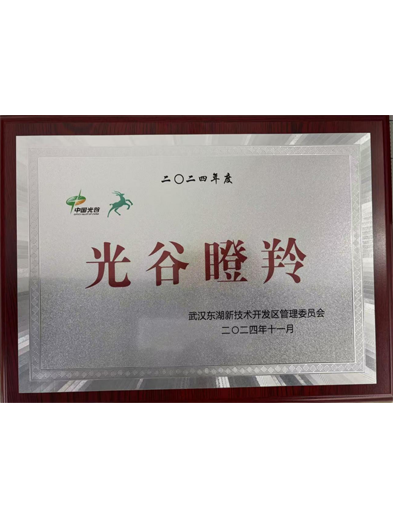 二〇二四年度
中国光谷
光谷瞪羚
武汉东湖新技术开发区管理委员会
二〇二四年十一月